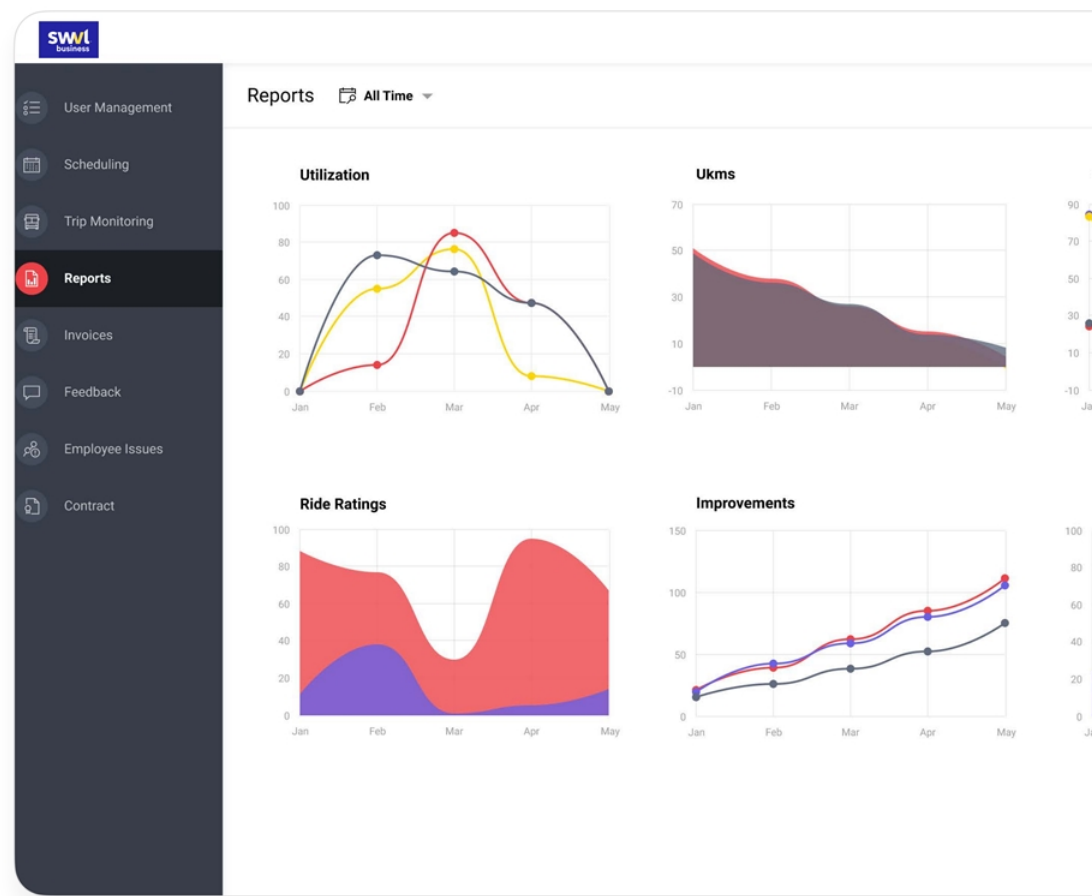 swvl
business
User Management
Scheduling
Trip Monitoring
Reports
Invoices
Feedback
Employee Issues
Contract
Reports All Time
Utilization
100
80
60
40
20
0
Jan Feb Mar Apr May
Ukms
70
50
30
10
-10
Jan Feb Mar Apr May
90
70
50
30
10
-10
Ride Ratings
100
80
60
40
20
0
Jan Feb Mar Apr May
Improvements
150
100
50
0
Jan Feb Mar Apr May
100
80
60
40
20
0